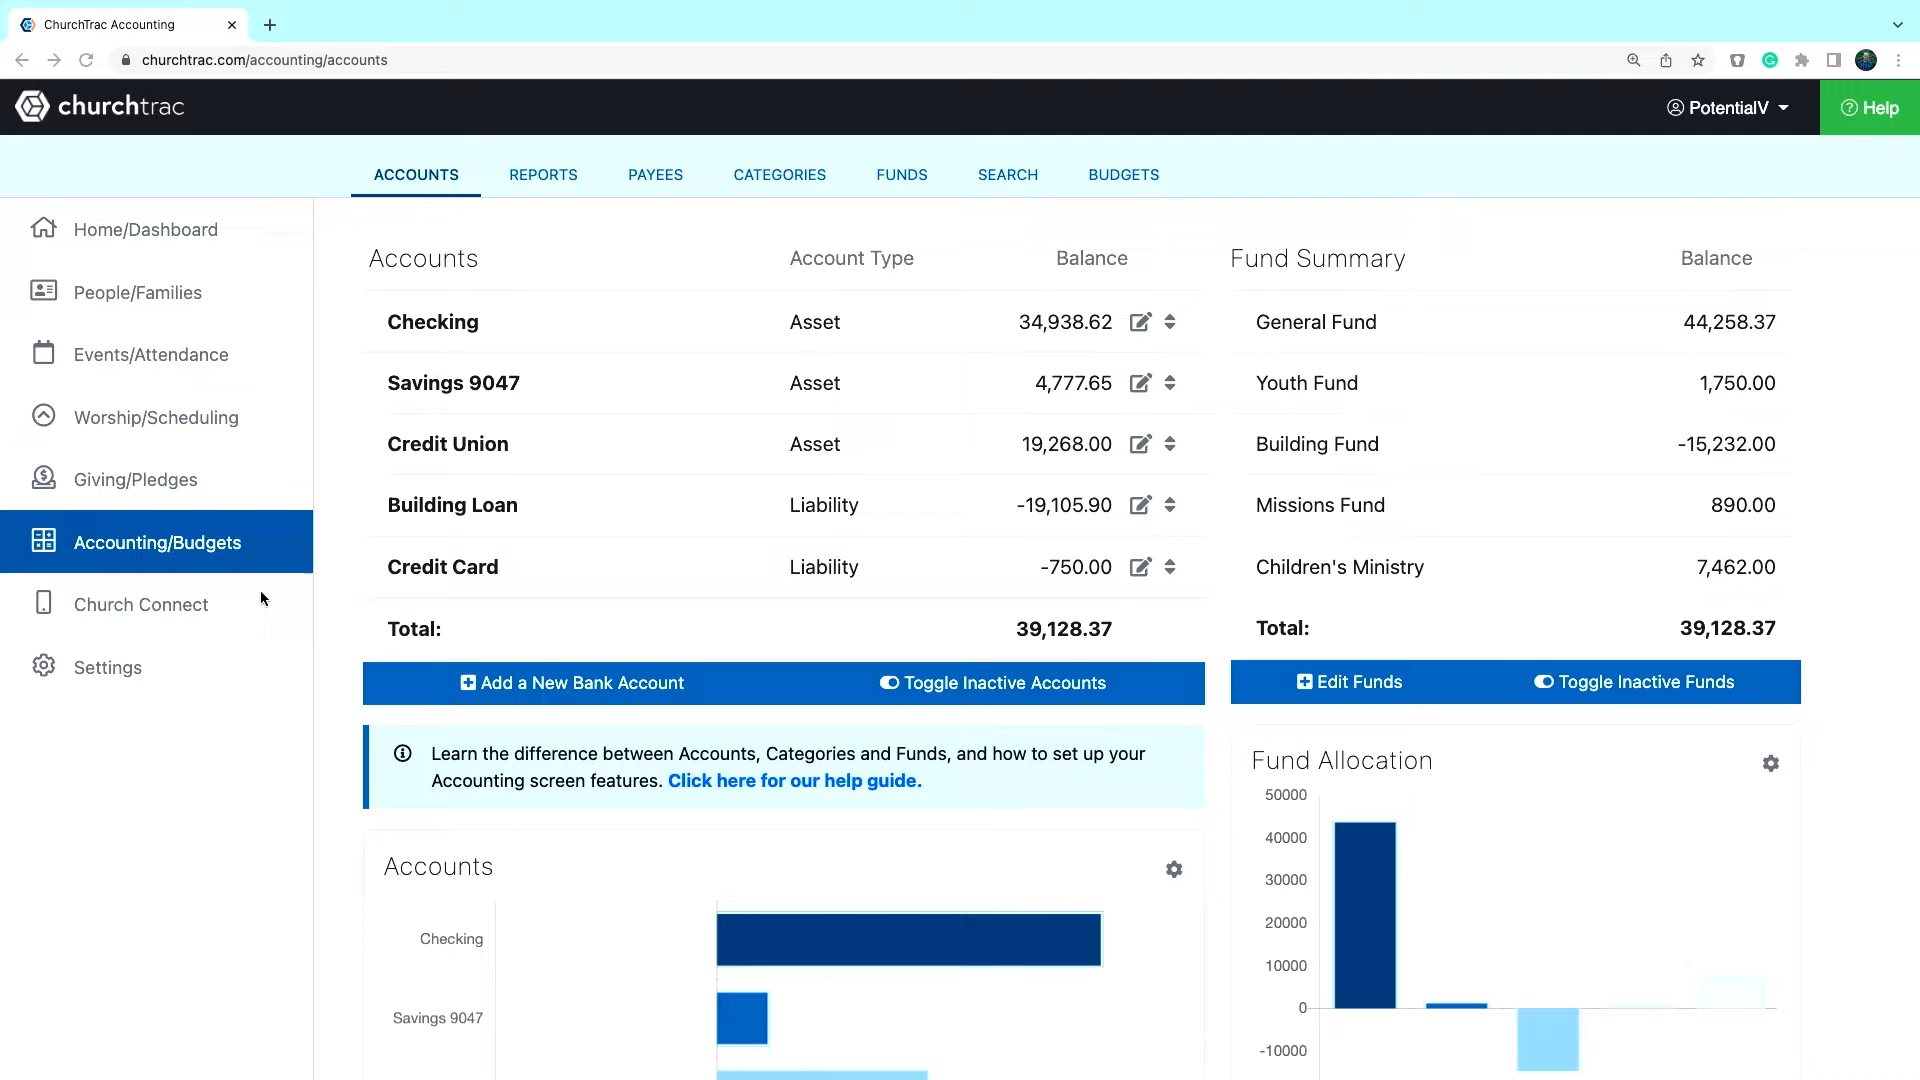 ChurchTrac Accounting
churchtrac.com/accounting/accounts
churchtrac
PotentialV
Help
ACCOUNTS REPORTS PAYEES CATEGORIES FUNDS SEARCH BUDGETS
Home/Dashboard
People/Families
Events/Attendance
Worship/Scheduling
Giving/Pledges
Accounting/Budgets
Church Connect
Settings
Accounts Account Type Balance
Checking Asset 34,938.62
Savings 9047 Asset 4,777.65
Credit Union Asset 19,268.00
Building Loan Liability -19,105.90
Credit Card Liability -750.00
Total: 39,128.37
Add a New Bank Account Toggle Inactive Accounts
Fund Summary Balance
General Fund 44,258.37
Youth Fund 1,750.00
Building Fund -15,232.00
Missions Fund 890.00
Children's Ministry 7,462.00
Total: 39,128.37
Edit Funds Toggle Inactive Funds
Learn the difference between Accounts, Categories and Funds, and how to set up your
Accounting screen features. Click here for our help guide.
Accounts
Checking
Savings 9047
Fund Allocation
50000
40000
30000
20000
10000
0
-10000